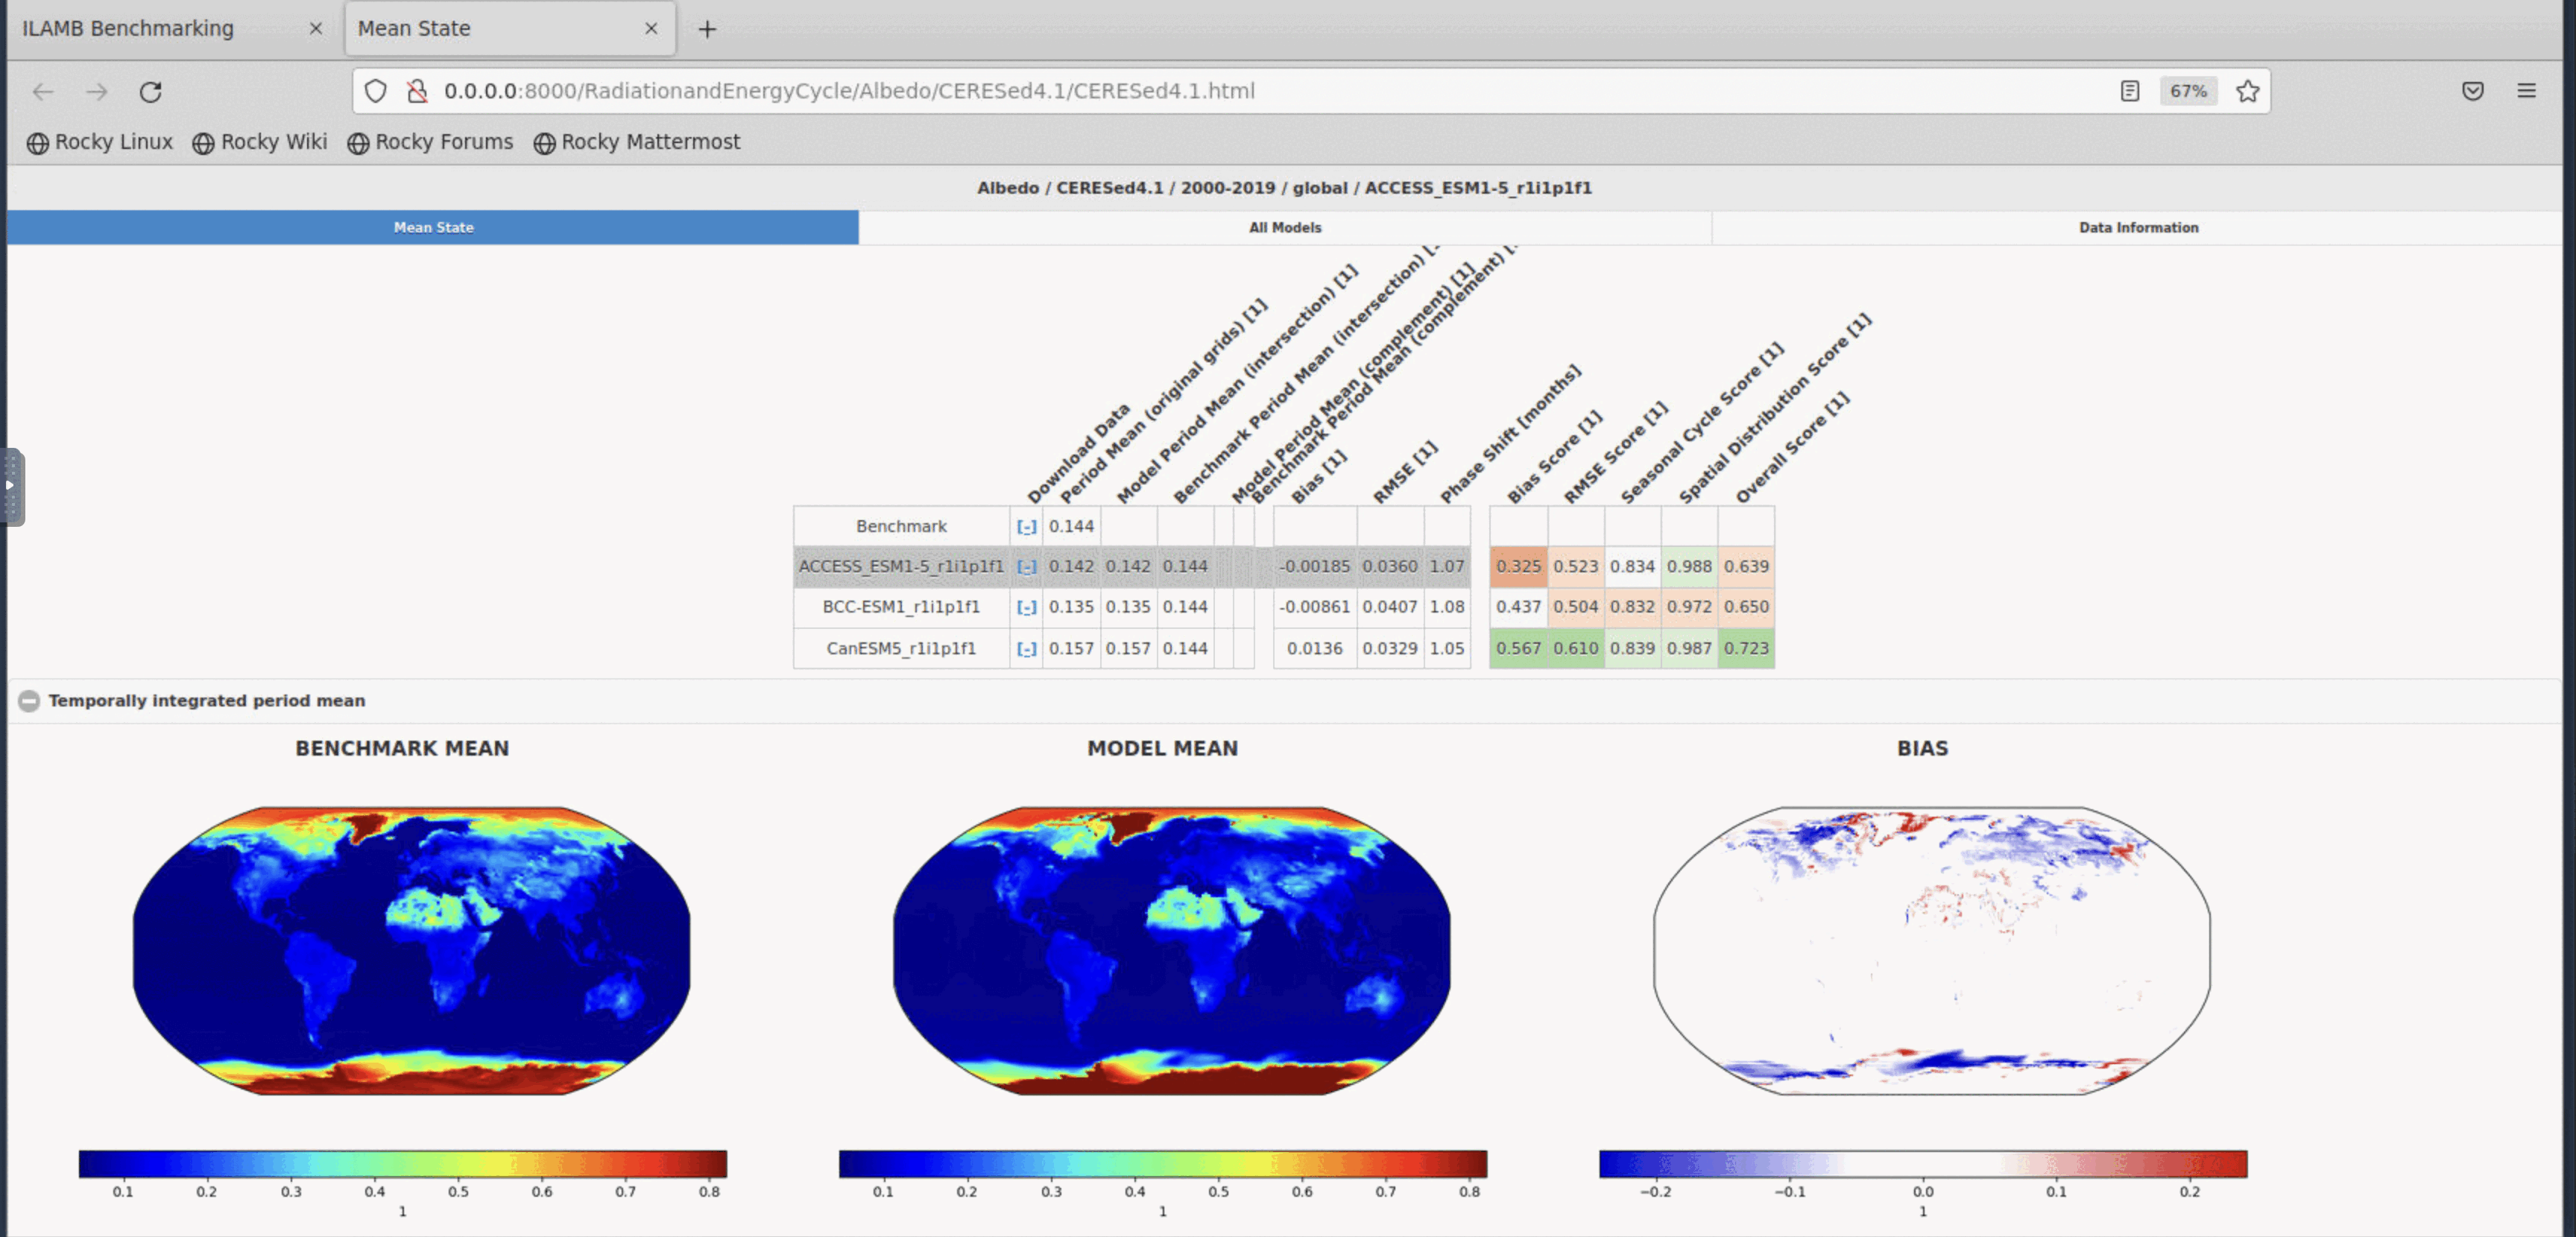 ILAMB Benchmarking × Mean State × +
0.0.0.0:8000/RadiationandEnergyCycle/Albedo/CERESed4.1/CERESed4.1.html 67%
Rocky Linux Rocky Wiki Rocky Forums Rocky Mattermost
Albedo / CERESed4.1 / 2000-2019 / global / ACCESS_ESM1-5_r1i1p1f1
Mean State All Models Data Information
Download Data
Period Mean (original grids) [1]
Model Period Mean (intersection) [1]
Benchmark Period Mean (intersection)
Model Period Mean (complement) [1]
Benchmark Period Mean (complement)
Bias [1]
RMSE [1]
Phase Shift [months]
Bias Score [1]
RMSE Score [1]
Seasonal Cycle Score [1]
Spatial Distribution Score [1]
Overall Score [1]
Benchmark [-] 0.144
ACCESS_ESM1-5_r1i1p1f1 [-] 0.142 0.142 0.144 -0.00185 0.0360 1.07 0.325 0.523 0.834 0.988 0.639
BCC-ESM1_r1i1p1f1 [-] 0.135 0.135 0.144 -0.00861 0.0407 1.08 0.437 0.504 0.832 0.972 0.650
CanESM5_r1i1p1f1 [-] 0.157 0.157 0.144 0.0136 0.0329 1.05 0.567 0.610 0.839 0.987 0.723
Temporally integrated period mean
BENCHMARK MEAN MODEL MEAN BIAS
0.1 0.2 0.3 0.4 0.5 0.6 0.7 0.8 0.1 0.2 0.3 0.4 0.5 0.6 0.7 0.8 −0.2 −0.1 0.0 0.1 0.2
1 1 1